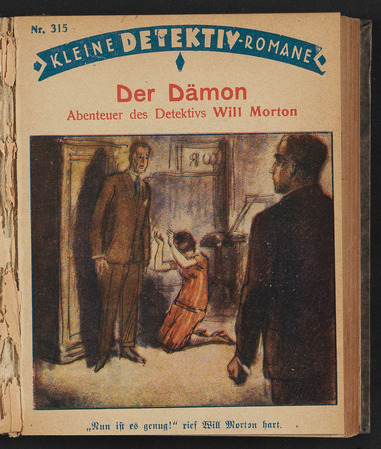 Nr. 315
KLEINE DETEKTIV-ROMANE
Der Dämon
Abenteuer des Detektivs Will Morton
„Nun ist es genug!“ rief Will Morton hart.